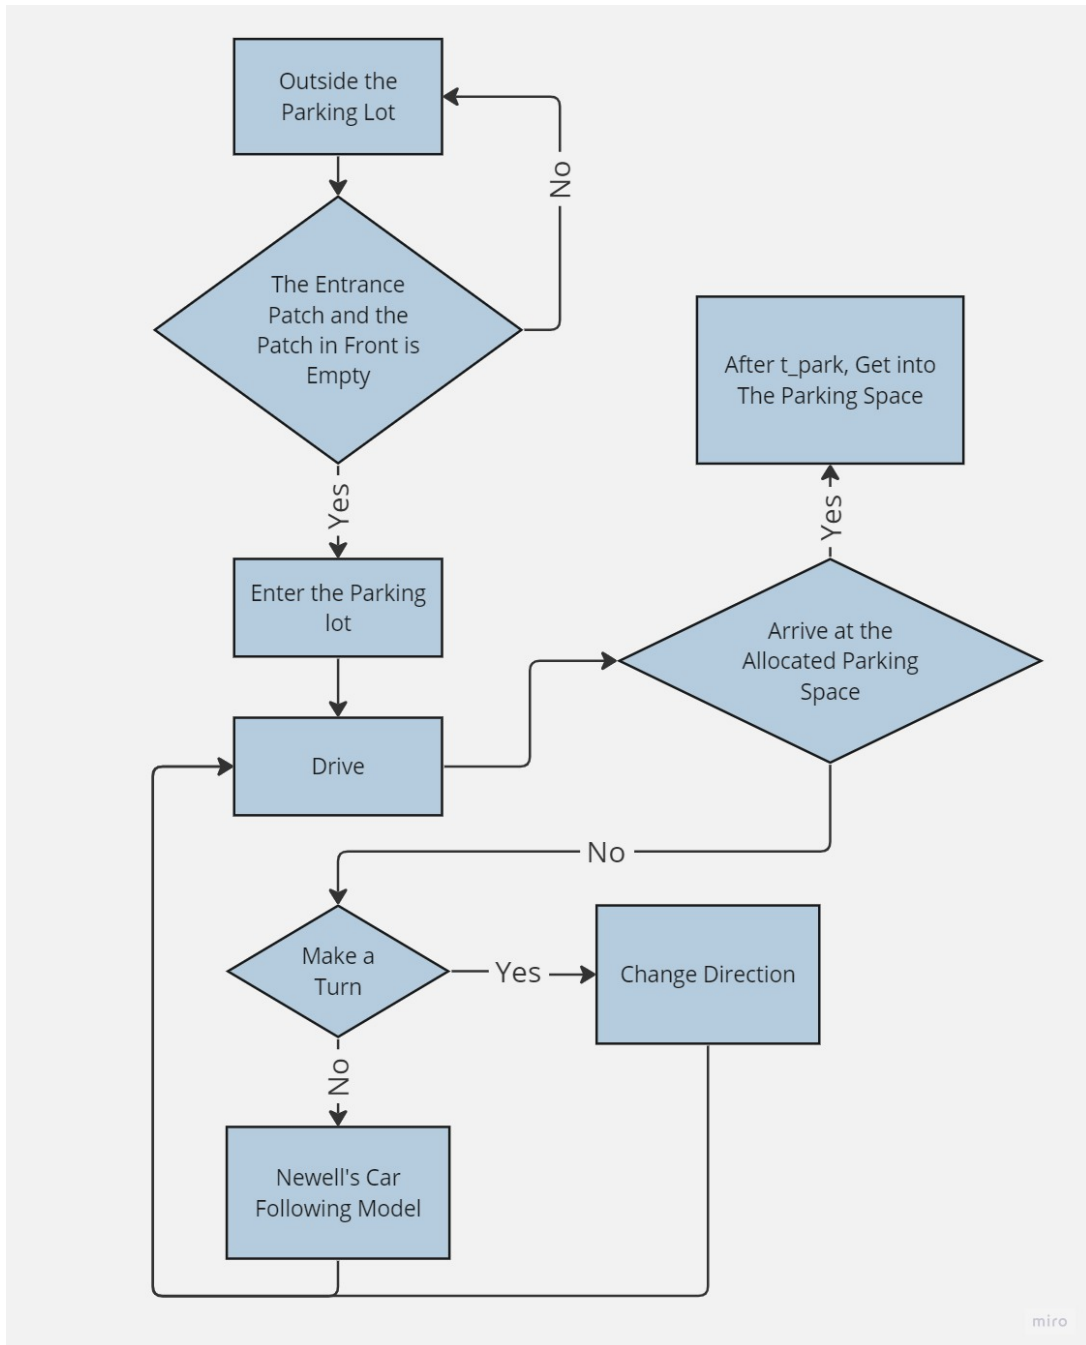 Outside the
Parking Lot
No
The Entrance
Patch and the
Patch in Front is
Empty
After t_park, Get into
The Parking Space
Yes
Yes
Enter the Parking
lot
Arrive at the
Allocated Parking
Space
Drive
No
Make a
Turn
Yes
Change Direction
No
Newell's Car
Following Model
miro